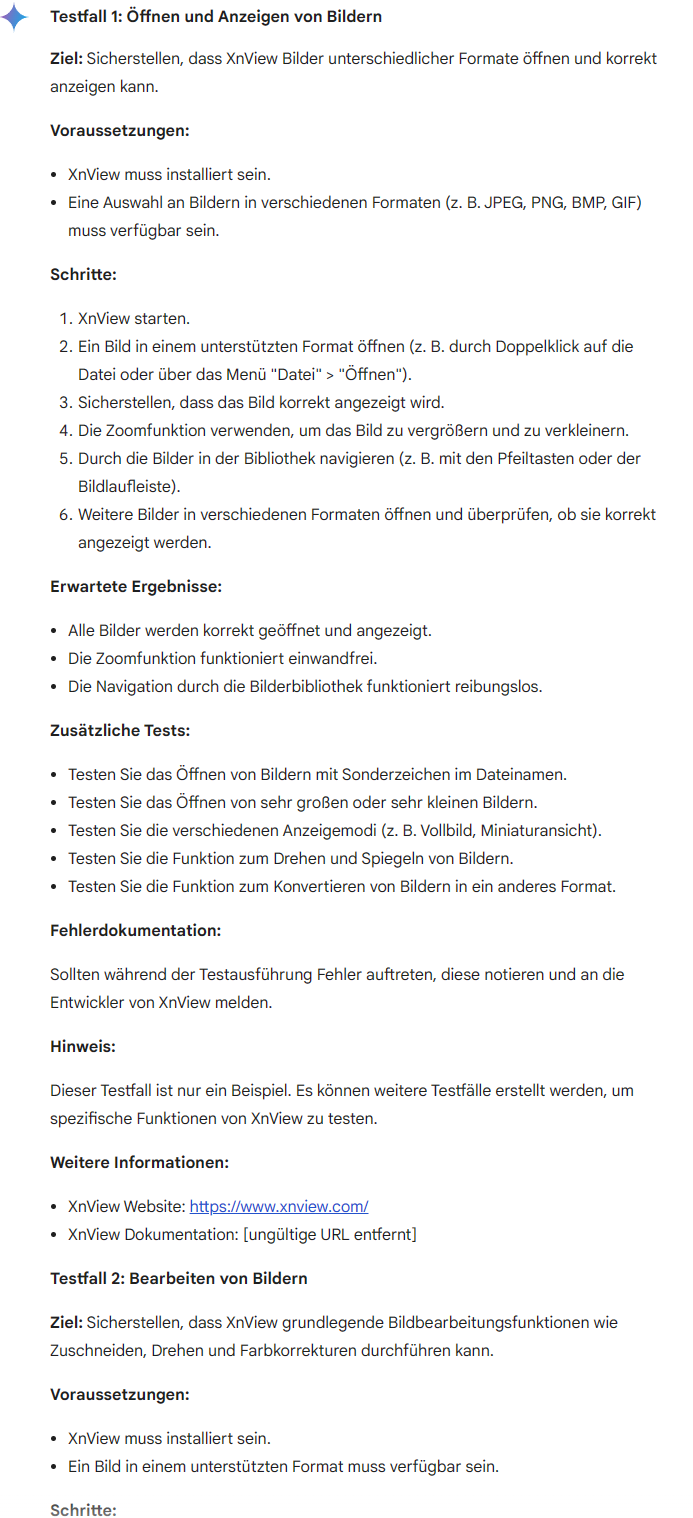 Testfall 1: Öffnen und Anzeigen von Bildern
Ziel: Sicherstellen, dass XnView Bilder unterschiedlicher Formate öffnen und korrekt
anzeigen kann.
Voraussetzungen:
• XnView muss installiert sein.
• Eine Auswahl an Bildern in verschiedenen Formaten (z. B. JPEG, PNG, BMP, GIF)
muss verfügbar sein.
Schritte:
1. XnView starten.
2. Ein Bild in einem unterstützten Format öffnen (z. B. durch Doppelklick auf die
Datei oder über das Menü "Datei" > "Öffnen").
3. Sicherstellen, dass das Bild korrekt angezeigt wird.
4. Die Zoomfunktion verwenden, um das Bild zu vergrößern und zu verkleinern.
5. Durch die Bilder in der Bibliothek navigieren (z. B. mit den Pfeiltasten oder der
Bildlaufleiste).
6. Weitere Bilder in verschiedenen Formaten öffnen und überprüfen, ob sie korrekt
angezeigt werden.
Erwartete Ergebnisse:
• Alle Bilder werden korrekt geöffnet und angezeigt.
• Die Zoomfunktion funktioniert einwandfrei.
• Die Navigation durch die Bilderbibliothek funktioniert reibungslos.
Zusätzliche Tests:
• Testen Sie das Öffnen von Bildern mit Sonderzeichen im Dateinamen.
• Testen Sie das Öffnen von sehr großen oder sehr kleinen Bildern.
• Testen Sie die verschiedenen Anzeigemodi (z. B. Vollbild, Miniaturansicht).
• Testen Sie die Funktion zum Drehen und Spiegeln von Bildern.
• Testen Sie die Funktion zum Konvertieren von Bildern in ein anderes Format.
Fehlerdokumentation:
Sollten während der Testausführung Fehler auftreten, diese notieren und an die
Entwickler von XnView melden.
Hinweis:
Dieser Testfall ist nur ein Beispiel. Es können weitere Testfälle erstellt werden, um
spezifische Funktionen von XnView zu testen.
Weitere Informationen:
• XnView Website: https://www.xnview.com/
• XnView Dokumentation: [ungültige URL entfernt]
Testfall 2: Bearbeiten von Bildern
Ziel: Sicherstellen, dass XnView grundlegende Bildbearbeitungsfunktionen wie
Zuschneiden, Drehen und Farbkorrekturen durchführen kann.
Voraussetzungen:
• XnView muss installiert sein.
• Ein Bild in einem unterstützten Format muss verfügbar sein.
Schritte: